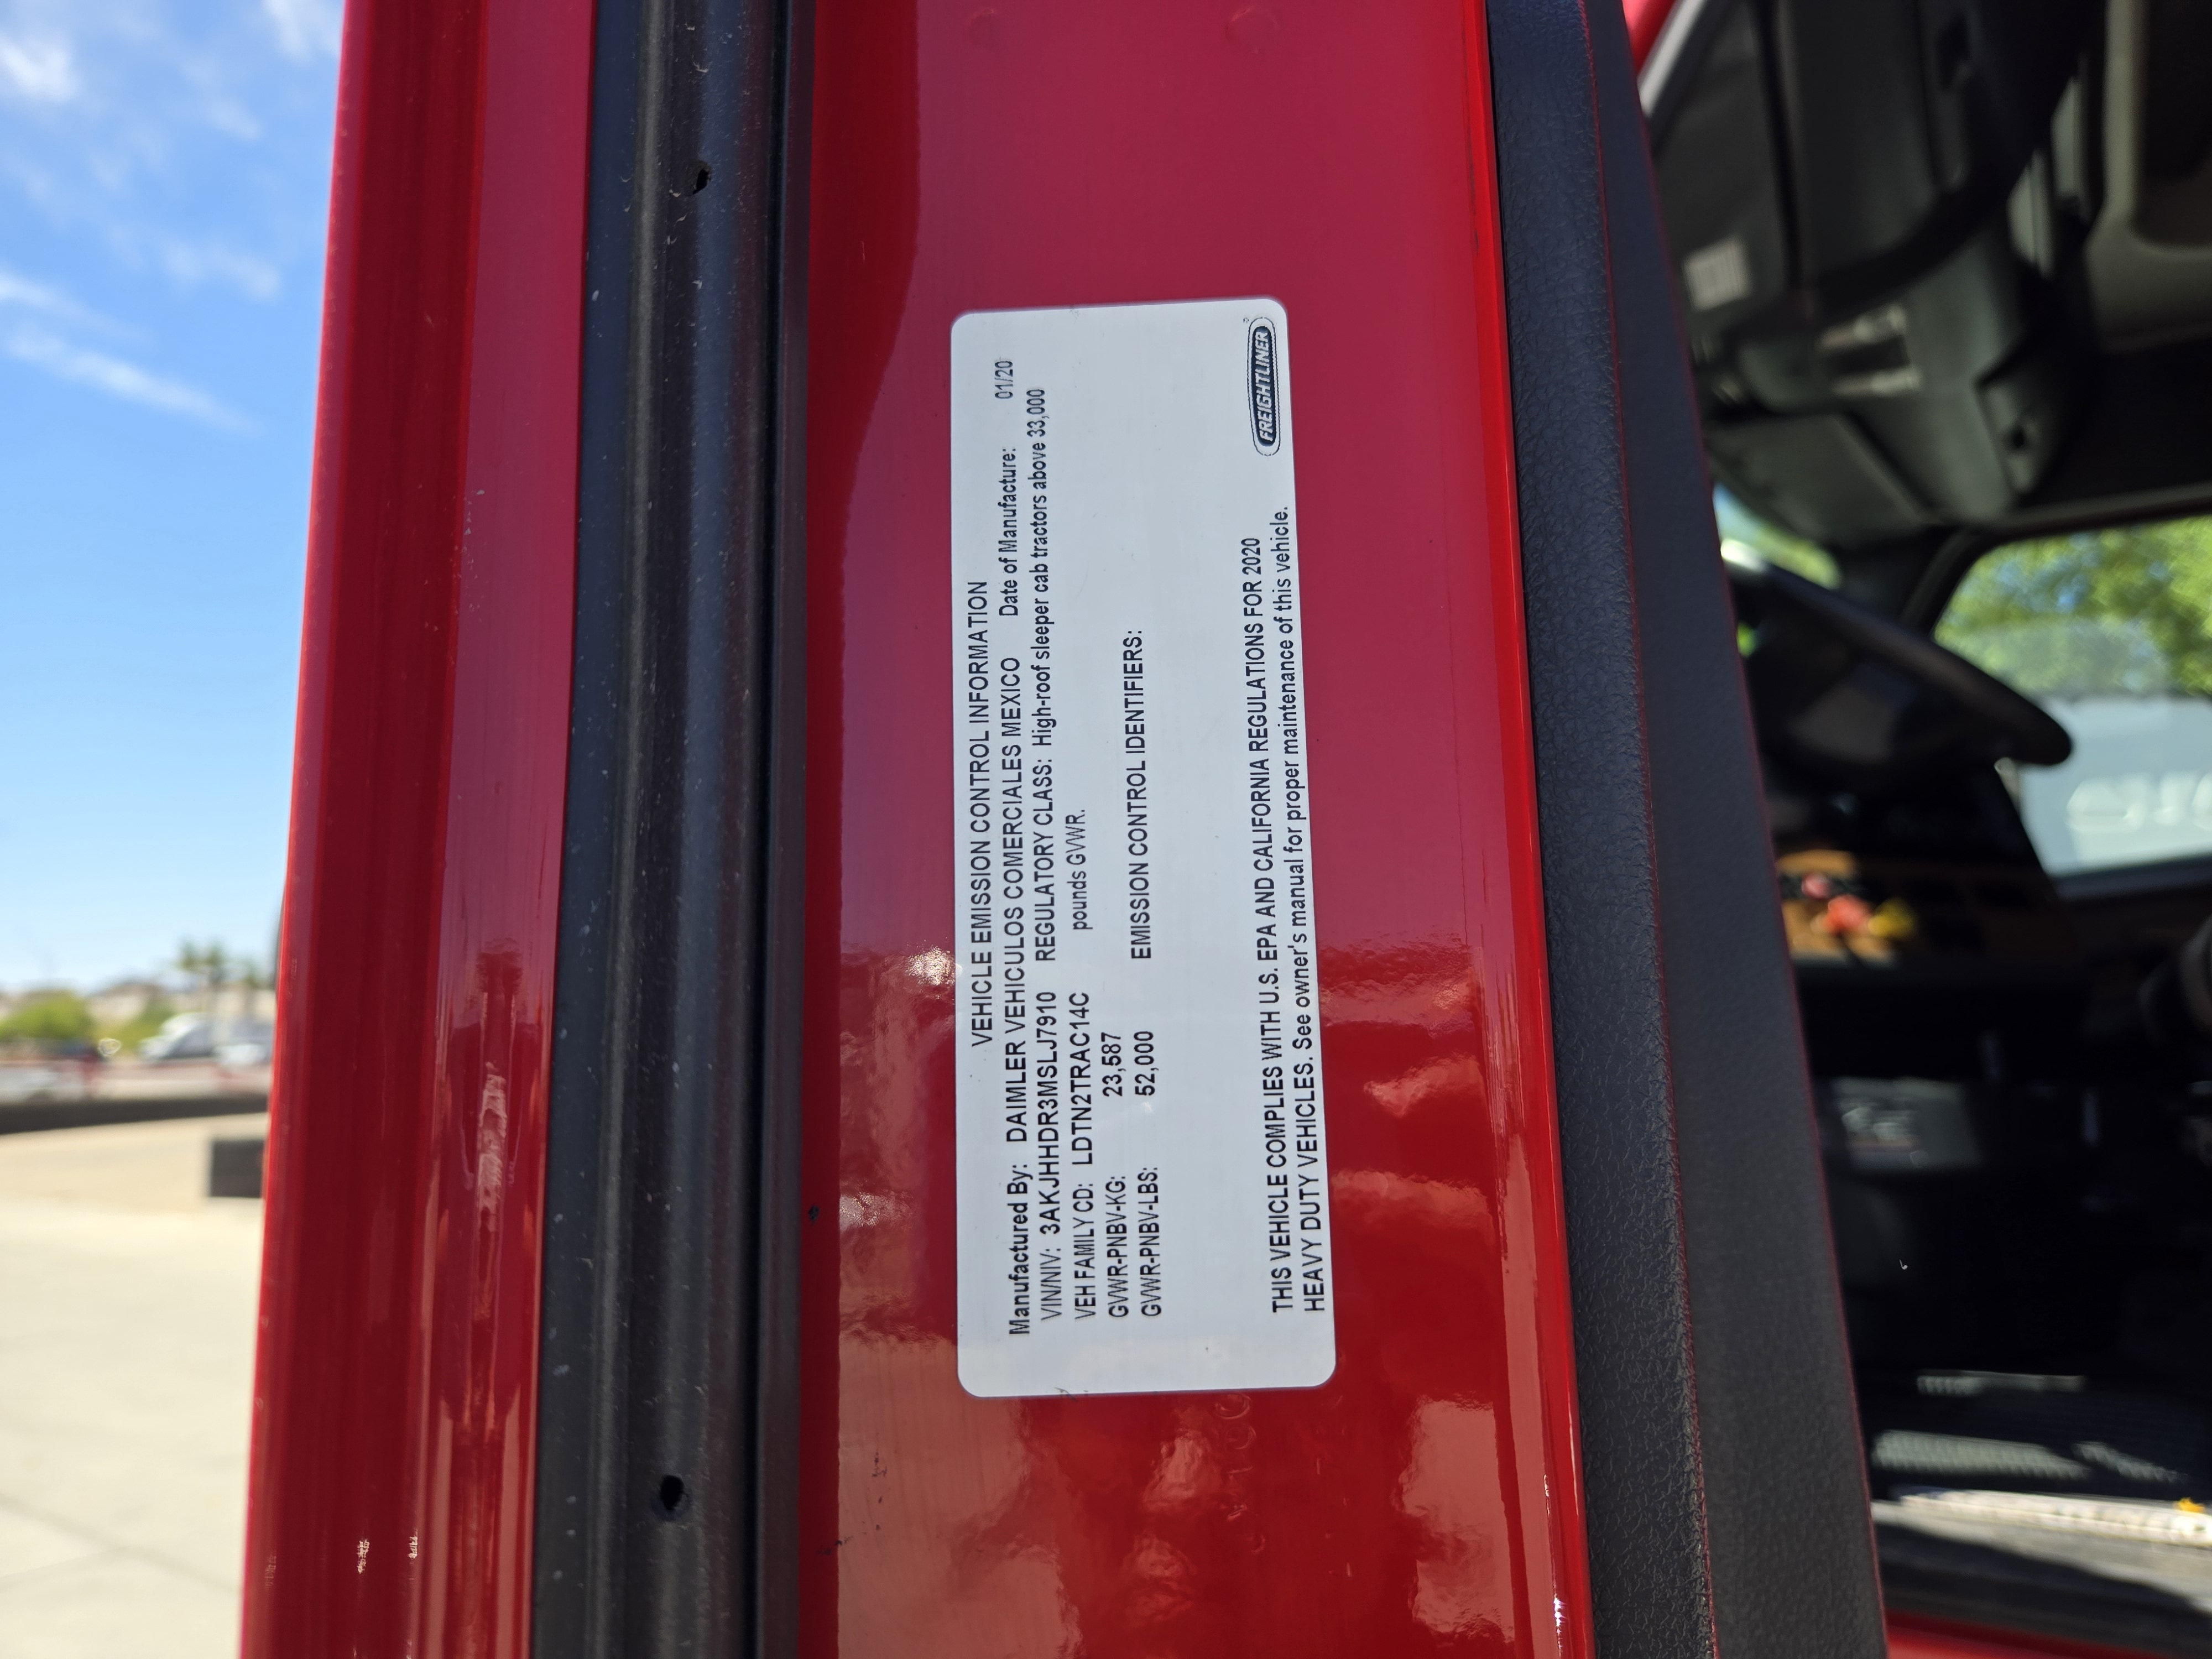 VEHICLE EMISSION CONTROL INFORMATION
Manufactured By: DAIMLER VEHICULOS COMERCIALES MEXICO Date of Manufacture: 01/20
VIN/NIV: 3AKJHHDR3MSLJ7910 REGULATORY CLASS: High-roof sleeper cab tractors above 33,000
VEH FAMILY CD: LDTN2TRAC14C pounds GVWR.
GVWR-PNBV-KG: 23,587
GVWR-PNBV-LBS: 52,000 EMISSION CONTROL IDENTIFIERS:
THIS VEHICLE COMPLIES WITH U.S. EPA AND CALIFORNIA REGULATIONS FOR 2020
HEAVY DUTY VEHICLES. See owner's manual for proper maintenance of this vehicle.
FREIGHTLINER